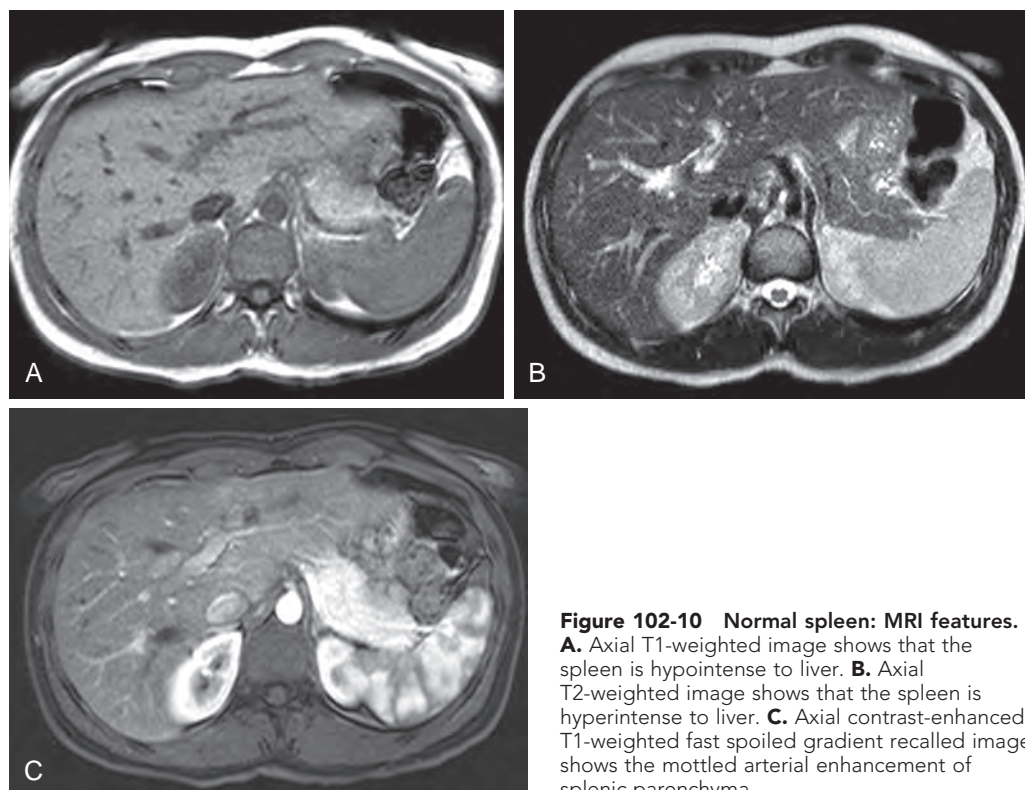 A
B
C
Figure 102-10 Normal spleen: MRI features.
A. Axial T1-weighted image shows that the
spleen is hypointense to liver. B. Axial
T2-weighted image shows that the spleen is
hyperintense to liver. C. Axial contrast-enhanced
T1-weighted fast spoiled gradient recalled image
shows the mottled arterial enhancement of
splenic parenchyma